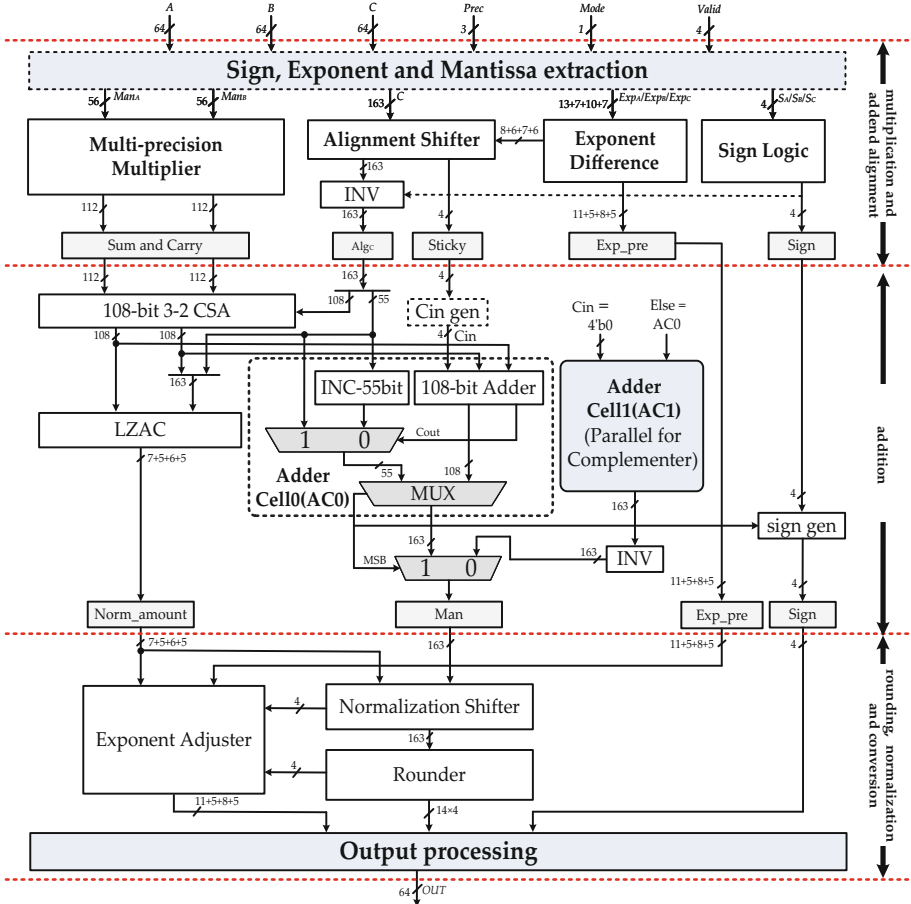 A B C Prec Mode Valid
64 64 64 3 1 4
Sign, Exponent and Mantissa extraction
56 ManA 56 ManB 163 C 13+7+10+7 ExpA/ExpB/ExpC 4 SA/SB/SC
Multi-precision
Multiplier
Alignment Shifter
8+6+7+6
Exponent
Difference
Sign Logic
multiplication and
addend alignment
163
INV
112 112 163 4 11+5+8+5 4
Sum and Carry
Algc
Sticky
Exp_pre
Sign
112 112 163 4
108-bit 3-2 CSA
108 55
Cin gen
4 Cin
Cin =
4'b0
Else =
AC0
108 108
163
INC-55bit
108-bit Adder
Adder
Cell1(AC1)
(Parallel for
Complementer)
addition
LZAC
1 0
Cout
7+5+6+5
55 108
Adder
Cell0(AC0)
MUX
163
4
sign gen
163 163
INV
MSB
1 0
11+5+8+5 4
Norm_amount
Man
Exp_pre
Sign
7+5+6+5 163 11+5+8+5 4
Exponent Adjuster
4
Normalization Shifter
163
4
Rounder
rounding, normalization
and conversion
11+5+8+5 14×4
Output processing
64 OUT